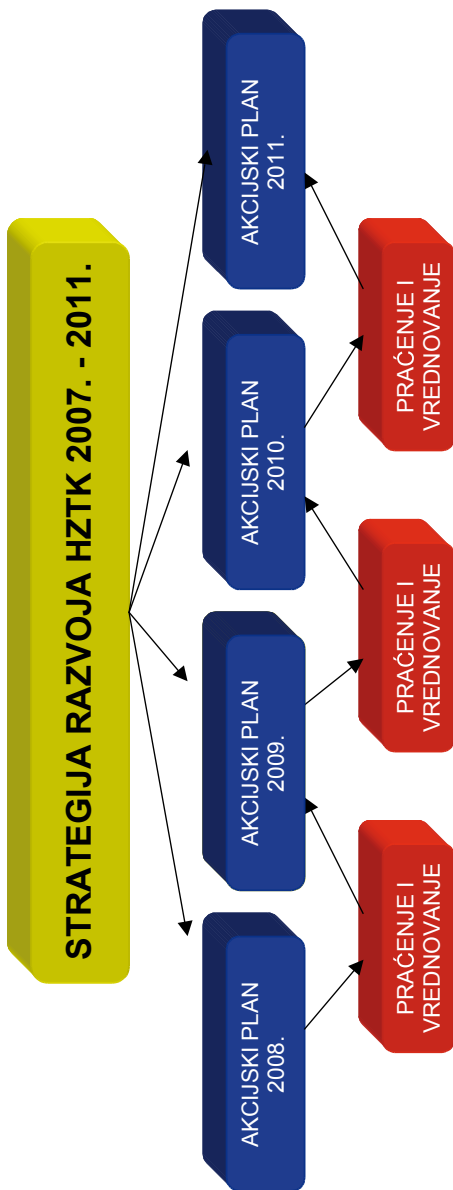 STRATEGIJA RAZVOJA HZTK 2007. - 2011.
AKCIJSKI PLAN
2008.
AKCIJSKI PLAN
2009.
AKCIJSKI PLAN
2010.
AKCIJSKI PLAN
2011.
PRAĆENJE I
VREDNOVANJE
PRAĆENJE I
VREDNOVANJE
PRAĆENJE I
VREDNOVANJE